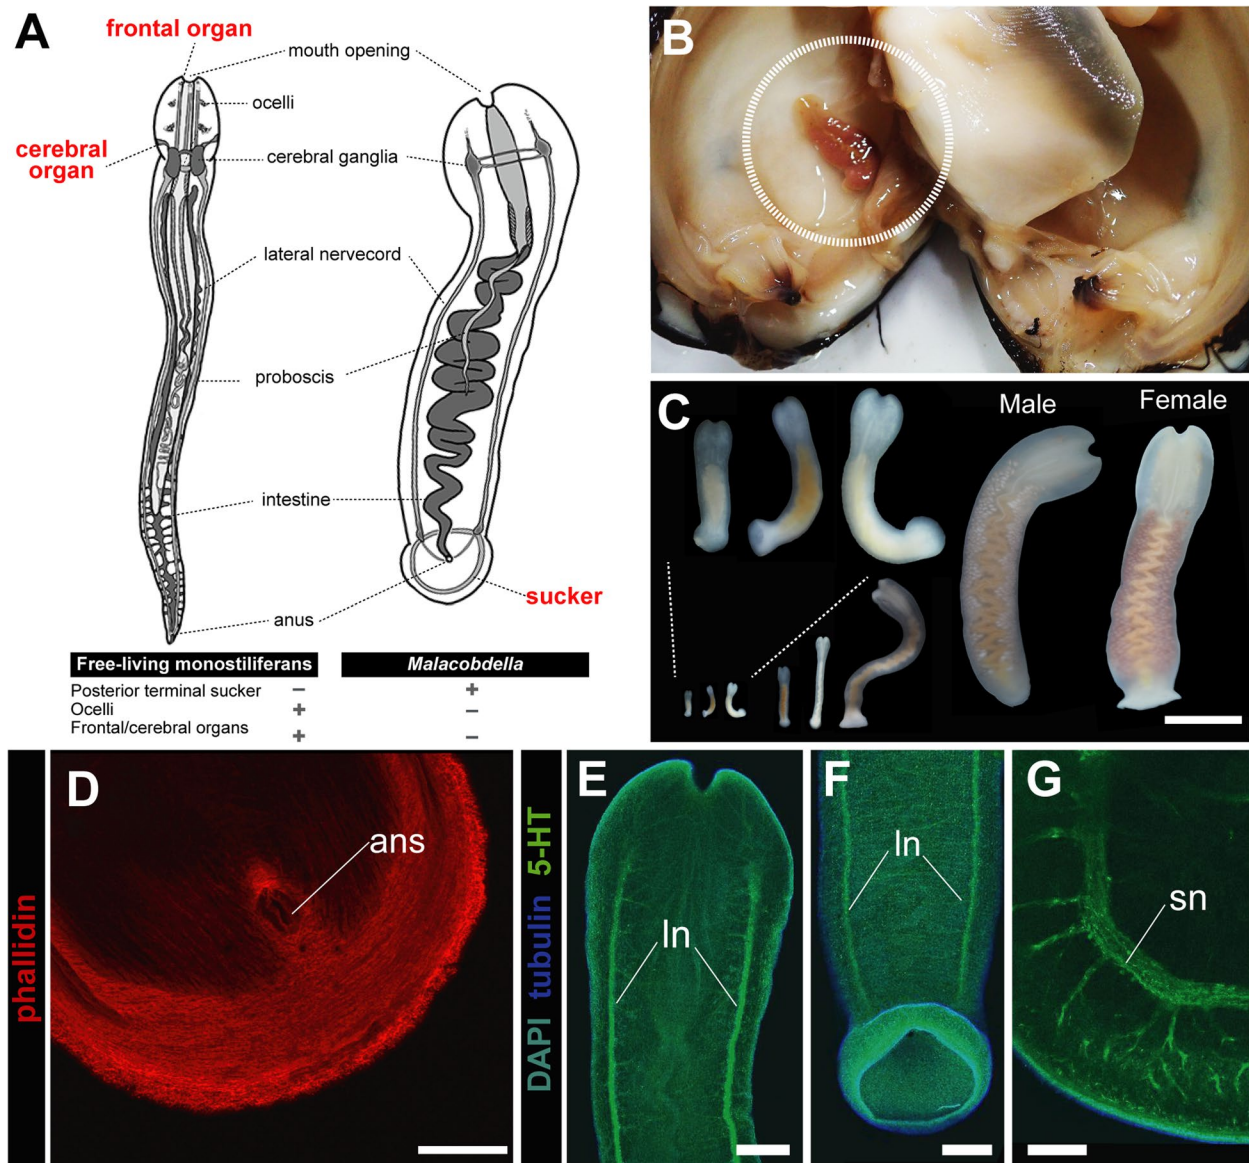 A
frontal organ
mouth opening
ocelli
cerebral
organ
cerebral ganglia
lateral nervecord
proboscis
intestine
sucker
anus
Free-living monostiliferans
Malacobdella
Posterior terminal sucker − +
Ocelli + −
Frontal/cerebral organs
+ −
B
C
Male
Female
phallidin
D
ans
DAPI tubulin 5-HT
E
ln
F
ln
G
sn